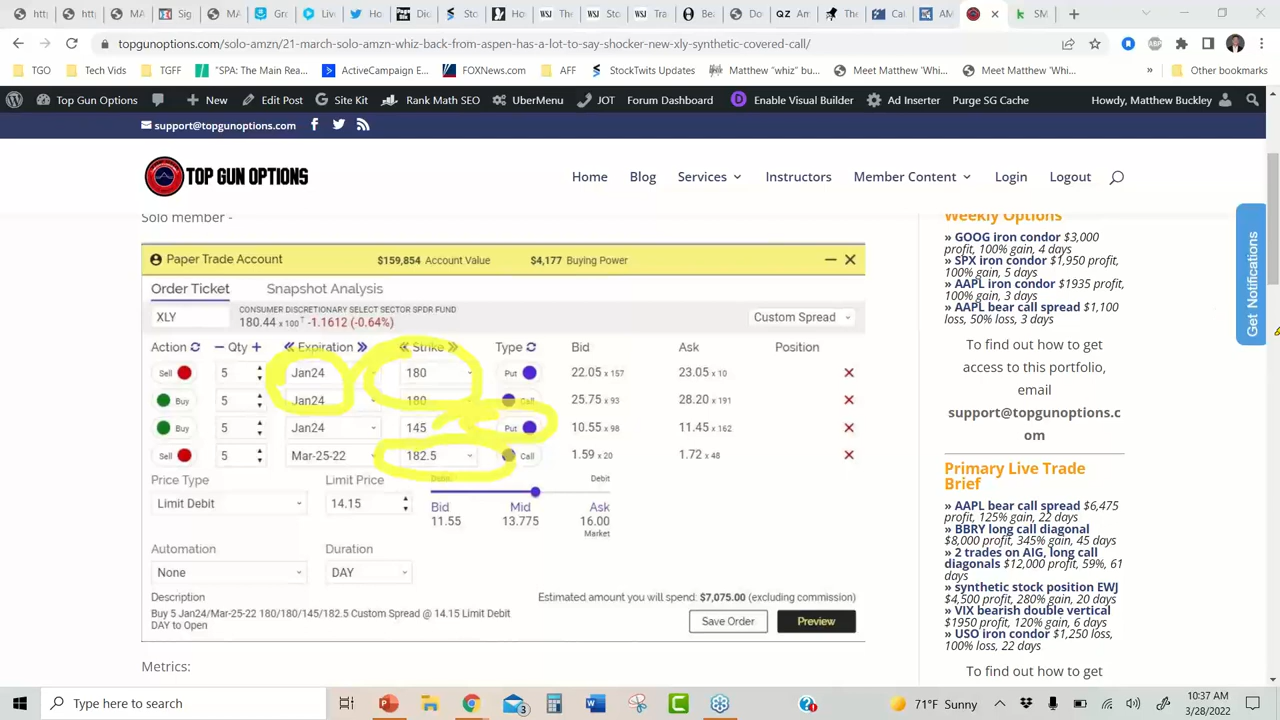 Di
Sto
Ho
Th
Wi
Tra
Be
Do
Am
The
Cal
AM
SM
topgunoptions.com/solo-amzn/21-march-solo-amzn-whiz-back-from-aspen-has-a-lot-to-say-shocker-new-xly-synthetic-covered-call/
TGO
Tech Vids
TGFF
"SPA: The Main Rea...
ActiveCampaign E...
FOXNews.com
AFF
StockTwits Updates
Matthew "whiz" bu...
Meet Matthew 'Whi...
Meet Matthew 'Whi...
»
Other bookmarks
Top Gun Options
New
Edit Post
Site Kit
Rank Math SEO
UberMenu
JOT
Forum Dashboard
Enable Visual Builder
Ad Inserter
Purge SG Cache
Howdy, Matthew Buckley
support@topgunoptions.com
TOP GUN OPTIONS
Home
Blog
Services
Instructors
Member Content
Login
Logout
Solo member -
Paper Trade Account
$159,854 Account Value
$4,177 Buying Power
Order Ticket
Snapshot Analysis
XLY
CONSUMER DISCRETIONARY SELECT SECTOR SPDR FUND
180.44 x 100 -1.1612 (-0.64%)
Custom Spread
Action Qty Expiration Strike Type Bid Ask Position
Sell 5 Jan24 180 Put 22.05 x 157 23.05 x 10
Buy 5 Jan24 180 Call 25.75 x 93 28.20 x 191
Buy 5 Jan24 145 Put 10.55 x 98 11.45 x 162
Sell 5 Mar-25-22 182.5 Call 1.59 x 20 1.72 x 48
Price Type Limit Price Debit Debit
Limit Debit 14.15
Bid Mid Ask
11.55 13.775 16.00
Market
Automation Duration
None DAY
Description
Estimated amount you will spend: $7,075.00 (excluding commission)
Buy 5 Jan24/Mar-25-22 180/180/145/182.5 Custom Spread @ 14.15 Limit Debit
DAY to Open
Save Order
Preview
Metrics:
Weekly Options
» GOOG iron condor $3,000
profit, 100% gain, 4 days
» SPX iron condor $1,950 profit,
100% gain, 5 days
» AAPL iron condor $1935 profit,
100% gain, 3 days
» AAPL bear call spread $1,100
loss, 50% loss, 3 days
To find out how to get
access to this portfolio,
email
support@topgunoptions.c
om
Primary Live Trade
Brief
» AAPL bear call spread $6,475
profit, 125% gain, 22 days
» BBRY long call diagonal
$8,000 profit, 345% gain, 45 days
» 2 trades on AIG, long call
diagonals $12,000 profit, 59%, 61
days
» synthetic stock position EWJ
$4,500 profit, 280% gain, 20 days
» VIX bearish double vertical
$1950 profit, 120% gain, 6 days
» USO iron condor $1,250 loss,
100% loss, 22 days
To find out how to get
Get Notifications
Type here to search
71°F Sunny
10:37 AM
3/28/2022